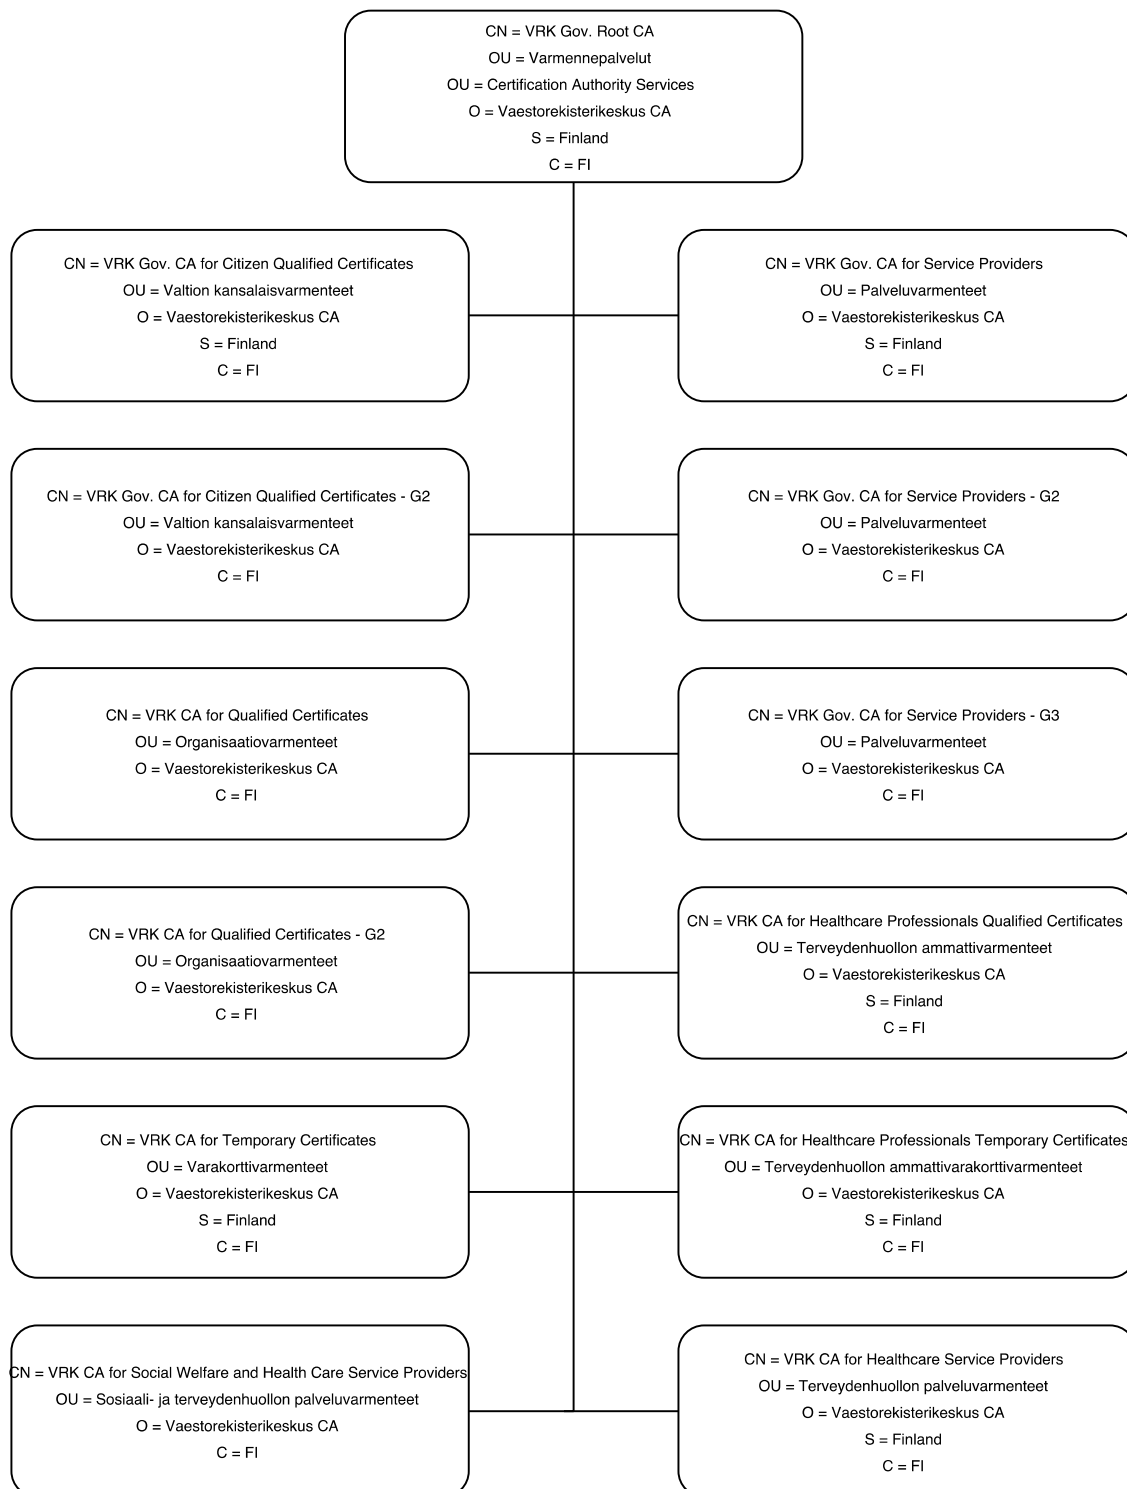 CN = VRK Gov. Root CA
OU = Varmennepalvelut
OU = Certification Authority Services
O = Vaestorekisterikeskus CA
S = Finland
C = FI
CN = VRK Gov. CA for Citizen Qualified Certificates
OU = Valtion kansalaisvarmenteet
O = Vaestorekisterikeskus CA
S = Finland
C = FI
CN = VRK Gov. CA for Service Providers
OU = Palveluvarmenteet
O = Vaestorekisterikeskus CA
S = Finland
C = FI
CN = VRK Gov. CA for Citizen Qualified Certificates - G2
OU = Valtion kansalaisvarmenteet
O = Vaestorekisterikeskus CA
C = FI
CN = VRK Gov. CA for Service Providers - G2
OU = Palveluvarmenteet
O = Vaestorekisterikeskus CA
C = FI
CN = VRK CA for Qualified Certificates
OU = Organisaatiovarmenteet
O = Vaestorekisterikeskus CA
C = FI
CN = VRK Gov. CA for Service Providers - G3
OU = Palveluvarmenteet
O = Vaestorekisterikeskus CA
C = FI
CN = VRK CA for Qualified Certificates - G2
OU = Organisaatiovarmenteet
O = Vaestorekisterikeskus CA
C = FI
CN = VRK CA for Healthcare Professionals Qualified Certificates
OU = Terveydenhuollon ammattivarmenteet
O = Vaestorekisterikeskus CA
S = Finland
C = FI
CN = VRK CA for Temporary Certificates
OU = Varakorttivarmenteet
O = Vaestorekisterikeskus CA
S = Finland
C = FI
CN = VRK CA for Healthcare Professionals Temporary Certificates
OU = Terveydenhuollon ammattivarakorttivarmenteet
O = Vaestorekisterikeskus CA
S = Finland
C = FI
CN = VRK CA for Social Welfare and Health Care Service Providers
OU = Sosiaali- ja terveydenhuollon palveluvarmenteet
O = Vaestorekisterikeskus CA
C = FI
CN = VRK CA for Healthcare Service Providers
OU = Terveydenhuollon palveluvarmenteet
O = Vaestorekisterikeskus CA
S = Finland
C = FI